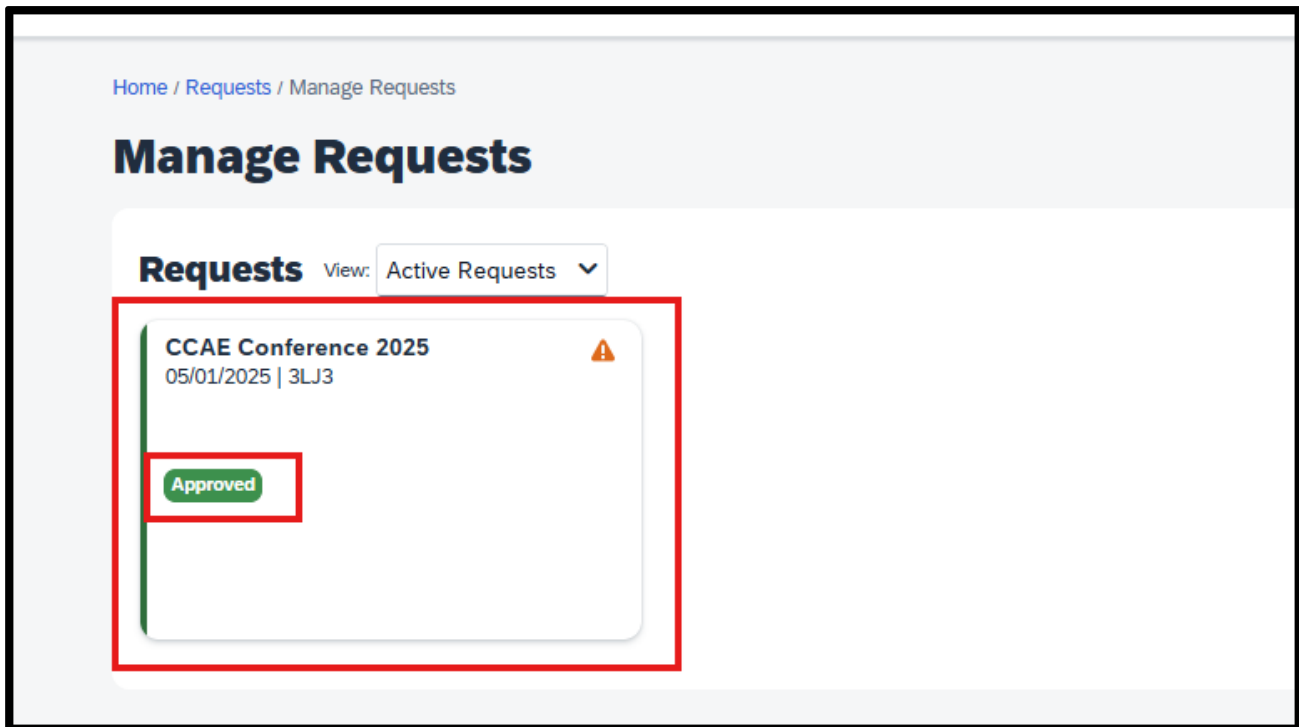 Home / Requests / Manage Requests
Manage Requests
Requests View: Active Requests
CCAE Conference 2025
05/01/2025 | 3LJ3
Approved